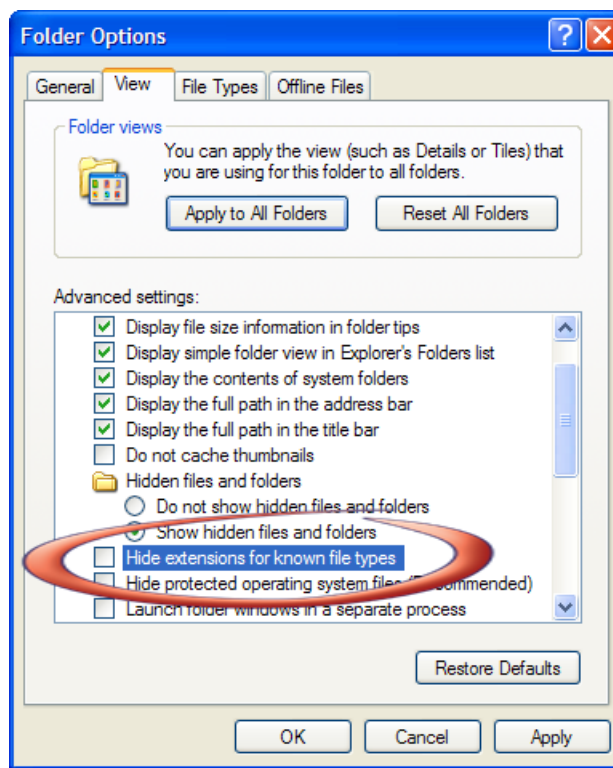 Folder Options
General View File Types Offline Files
Folder views
You can apply the view (such as Details or Tiles) that
you are using for this folder to all folders.
Apply to All Folders Reset All Folders
Advanced settings:
Display file size information in folder tips
Display simple folder view in Explorer's Folders list
Display the contents of system folders
Display the full path in the address bar
Display the full path in the title bar
Do not cache thumbnails
Hidden files and folders
Do not show hidden files and folders
Show hidden files and folders
Hide extensions for known file types
Hide protected operating system files (Recommended)
Launch folder windows in a separate process
Restore Defaults
OK Cancel Apply